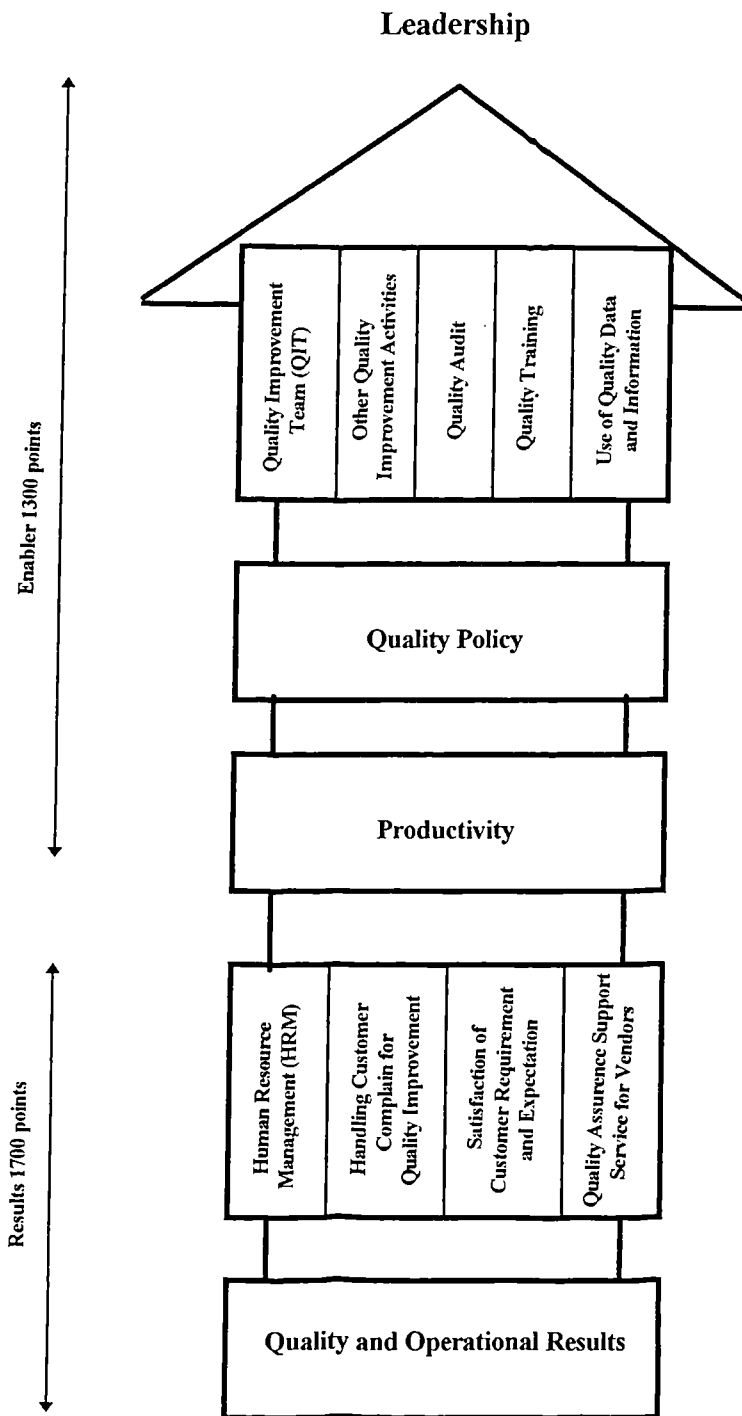 Leadership
Enabler 1300 points
Quality Improvement
Team (QIT)
Other Quality
Improvement Activities
Quality Audit
Quality Training
Use of Quality Data
and Information
Quality Policy
Productivity
Results 1700 points
Human Resource
Management (HRM)
Handling Customer
Complain for
Quality Improvement
Satisfaction of
Customer Requirement
and Expectation
Quality Assurence Support
Service for Vendors
Quality and Operational Results